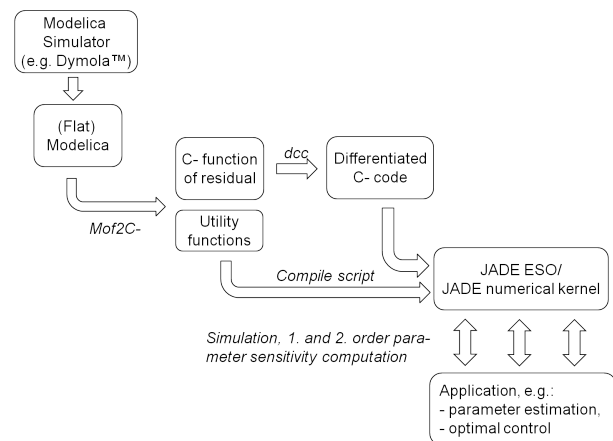 Modelica
Simulator
(e.g. Dymola™)
(Flat)
Modelica
Mof2C-
C- function
of residual
dcc
Differentiated
C- code
Utility
functions
Compile script
JADE ESO/
JADE numerical kernel
Simulation, 1. and 2. order para-
meter sensitivity computation
Application, e.g.:
- parameter estimation,
- optimal control